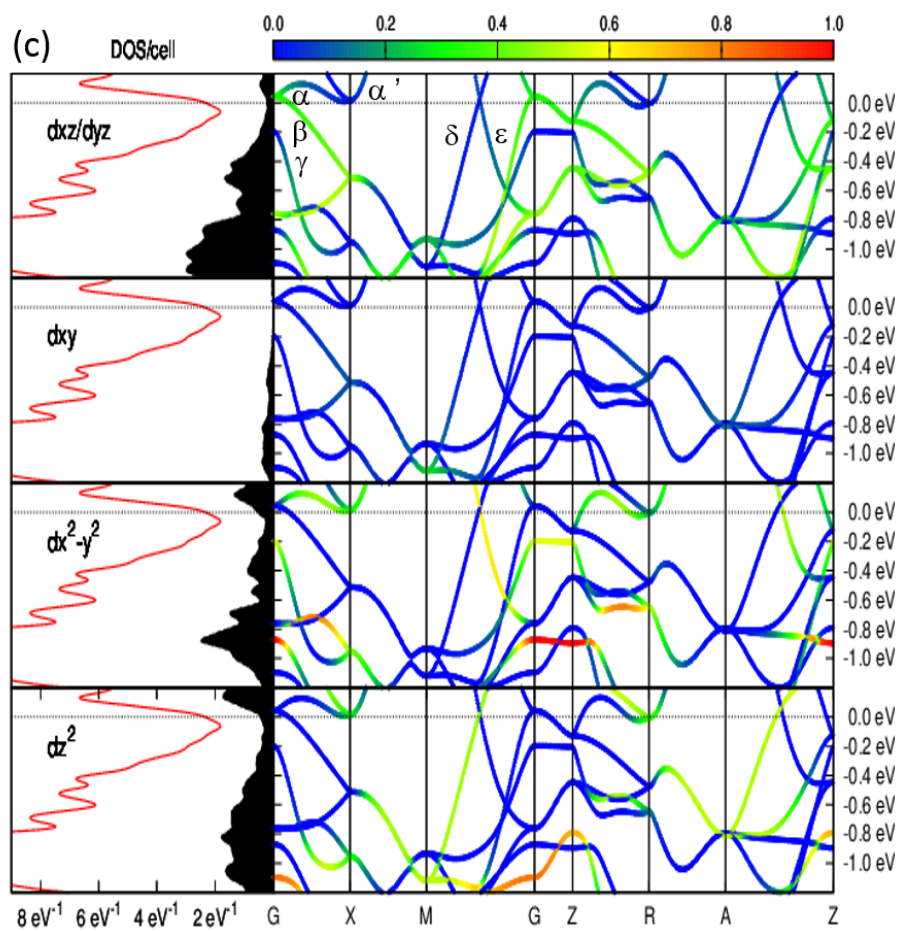 (c) DOS/cell 0.0 0.2 0.4 0.6 0.8 1.0
dxz/dyz α α' β γ δ ε
0.0 eV
-0.2 eV
-0.4 eV
-0.6 eV
-0.8 eV
-1.0 eV
dxy
0.0 eV
-0.2 eV
-0.4 eV
-0.6 eV
-0.8 eV
-1.0 eV
dx²-y²
0.0 eV
-0.2 eV
-0.4 eV
-0.6 eV
-0.8 eV
-1.0 eV
dz²
0.0 eV
-0.2 eV
-0.4 eV
-0.6 eV
-0.8 eV
-1.0 eV
8 eV⁻¹ 6 eV⁻¹ 4 eV⁻¹ 2 eV⁻¹ G X M G Z R A Z